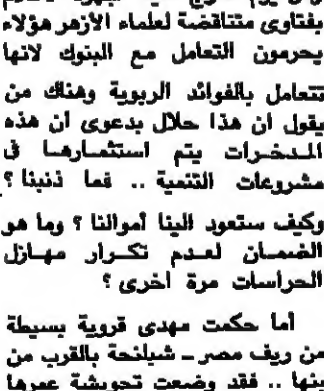 بفتاوى متناقضة لعلماء الأزهر هؤلاء
يحرمون التعامل مع البنوك لانها
تتعامل بالفوائد الربوية وهناك من
يقول ان هذا حلال بدعوى ان هذه
المدخرات يتم استثمارها فى
مشروعات التنمية .. فما ذنبنا ؟
وكيف ستعود الينا أموالنا ؟ وما هو
الضمان لعدم تكرار مهازل
الحراسات مرة اخرى ؟
أما حكمت مهدى قروية بسيطة
من ريف مصر ـ شبلنجة بالقرب من
بنها .. فقد وضعت تحويشة عمرها